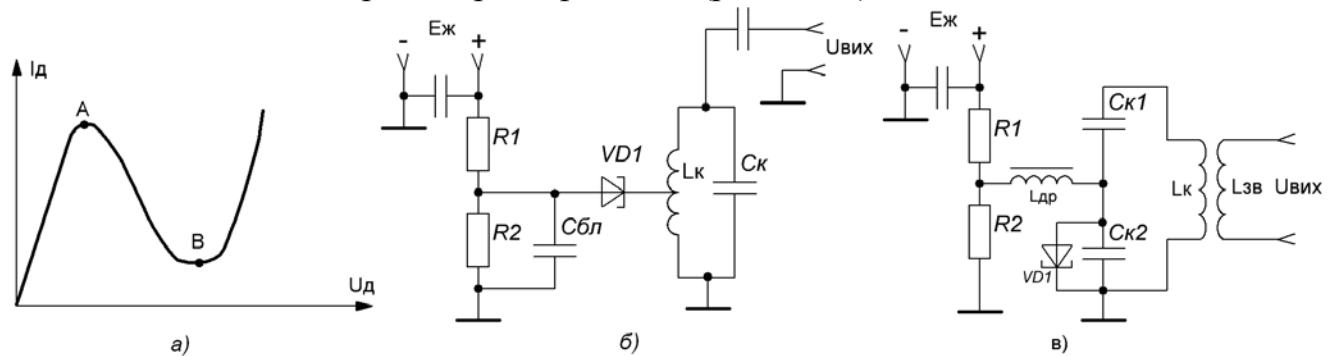 Iд
A
B
Uд
а)
Eж
- +
R1
R2
Cбл
VD1
Lк
Cк
Uвих
б)
Eж
- +
R1
R2
Lдр
VD1
Cк1
Cк2
Lк
Lзв Uвих
в)